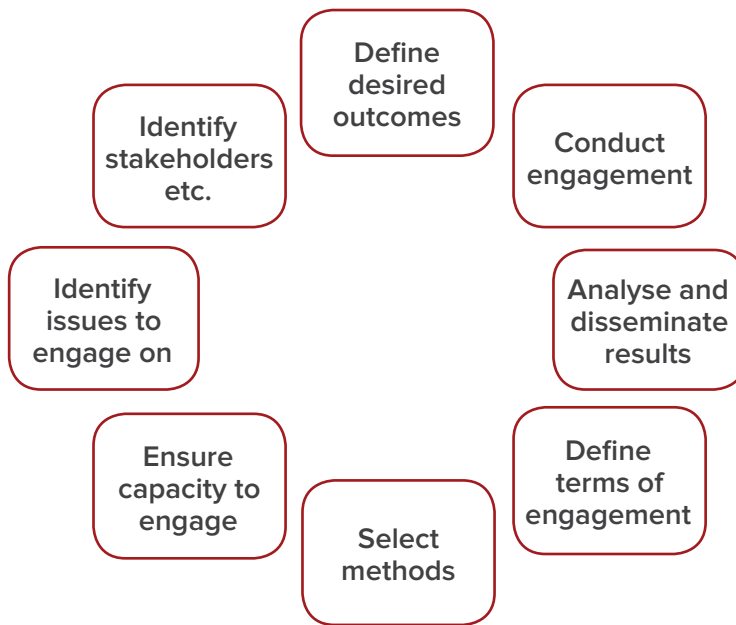 Define
desired
outcomes
Conduct
engagement
Analyse and
disseminate
results
Define
terms of
engagement
Select
methods
Ensure
capacity to
engage
Identify
issues to
engage on
Identify
stakeholders
etc.